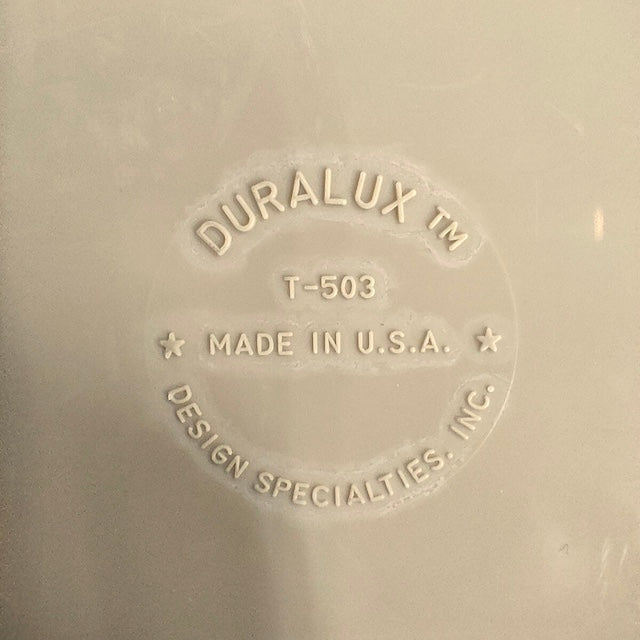 DURALUX TM
T-503
★ MADE IN U.S.A. ★
DESIGN SPECIALTIES. INC.